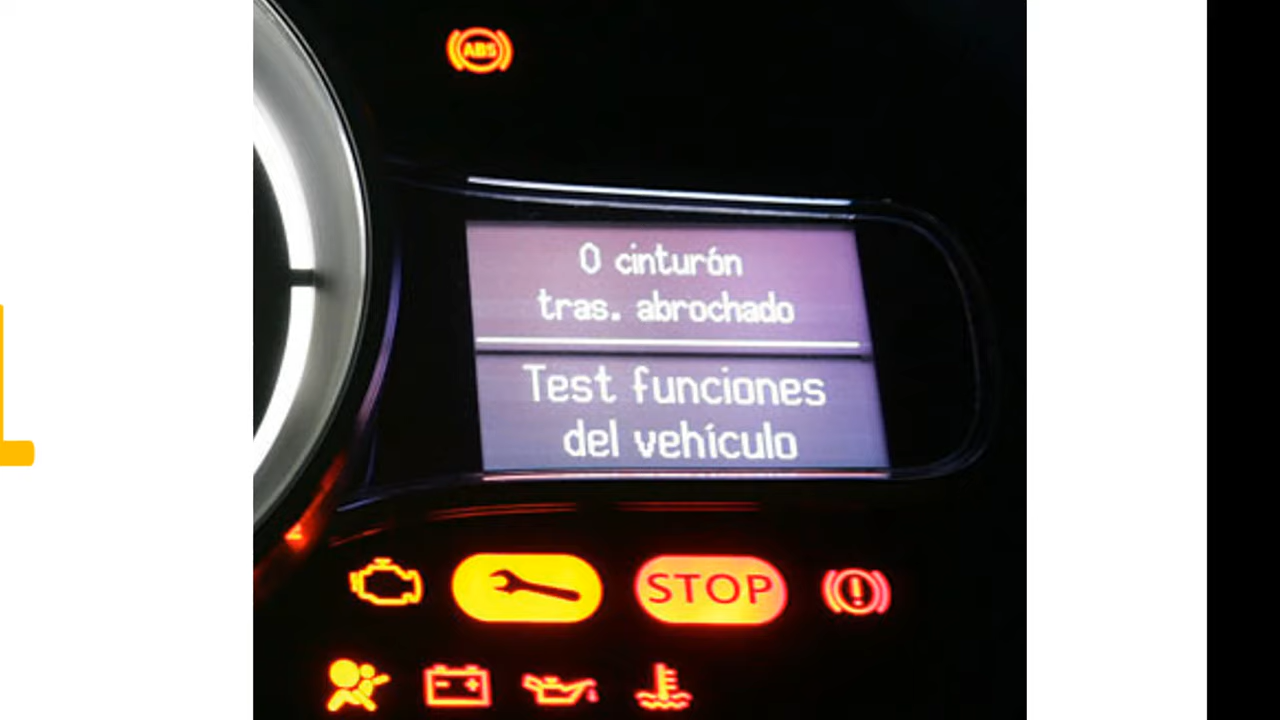 ABS
0 cinturón
tras. abrochado
Test funciones
del vehículo
STOP